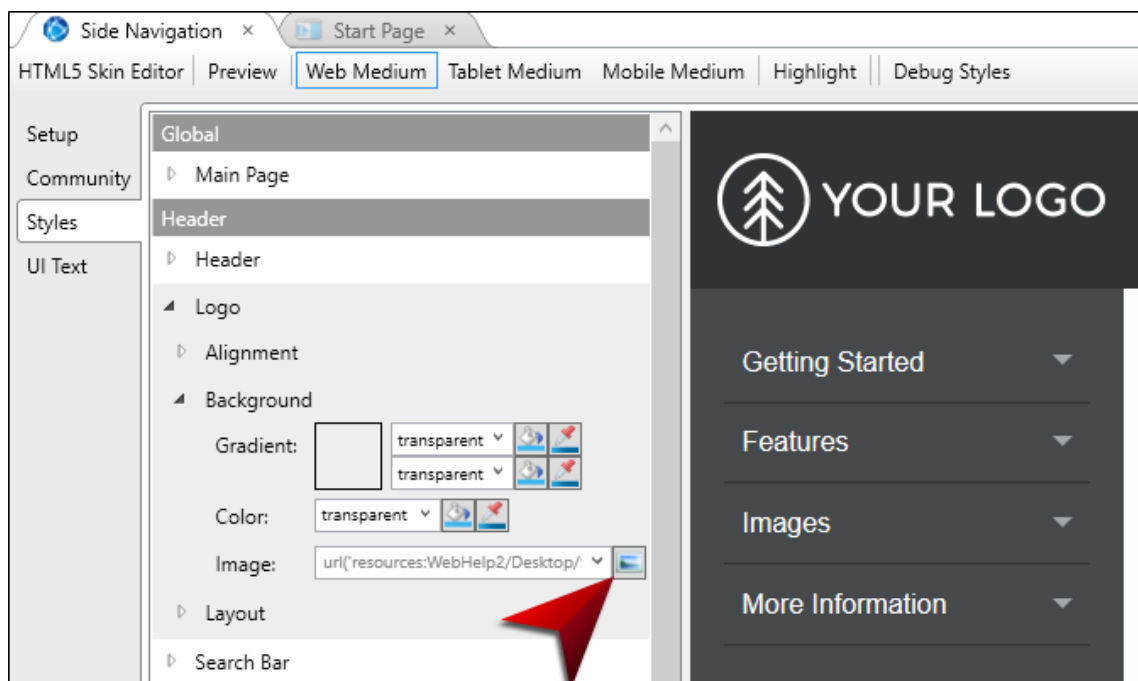 Side Navigation × Start Page ×
HTML5 Skin Editor Preview Web Medium Tablet Medium Mobile Medium Highlight Debug Styles
Setup
Community
Styles
UI Text
Global
Main Page
Header
Header
Logo
Alignment
Background
Gradient: transparent
transparent
Color: transparent
Image: url('resources:WebHelp2/Desktop/
Layout
Search Bar
YOUR LOGO
Getting Started
Features
Images
More Information